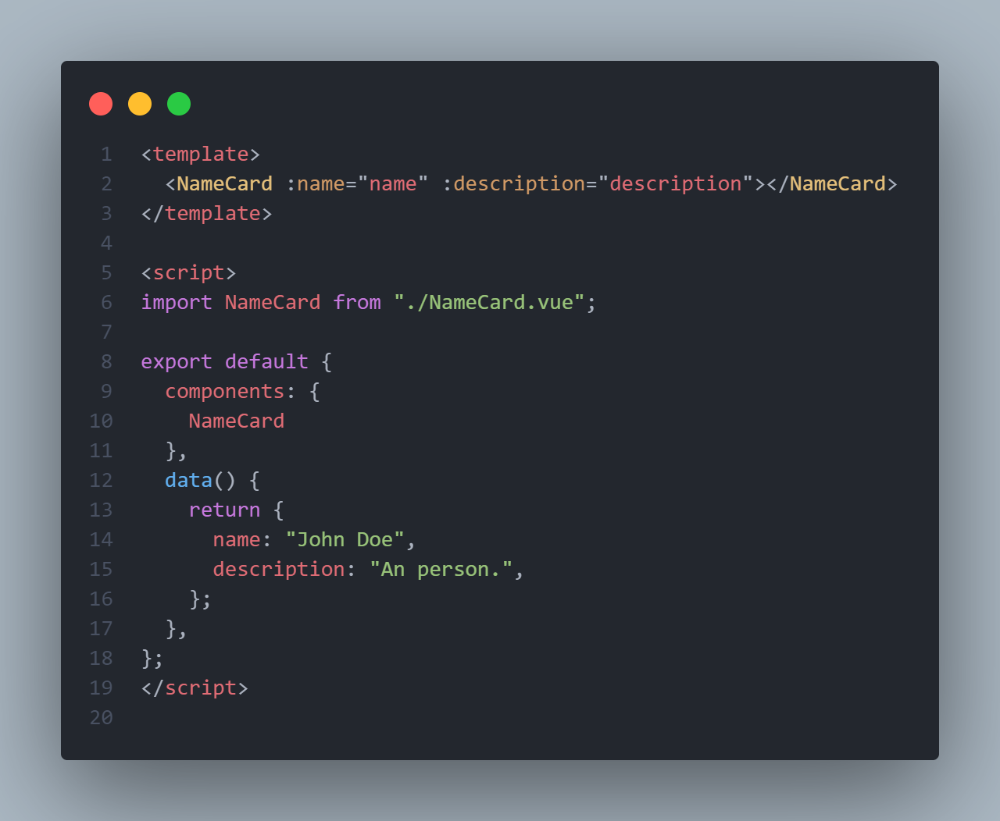 1 <template>
2   <NameCard :name="name" :description="description"></NameCard>
3 </template>
4
5 <script>
6 import NameCard from "./NameCard.vue";
7
8 export default {
9   components: {
10     NameCard
11   },
12   data() {
13     return {
14       name: "John Doe",
15       description: "An person.",
16     };
17   },
18 };
19 </script>
20